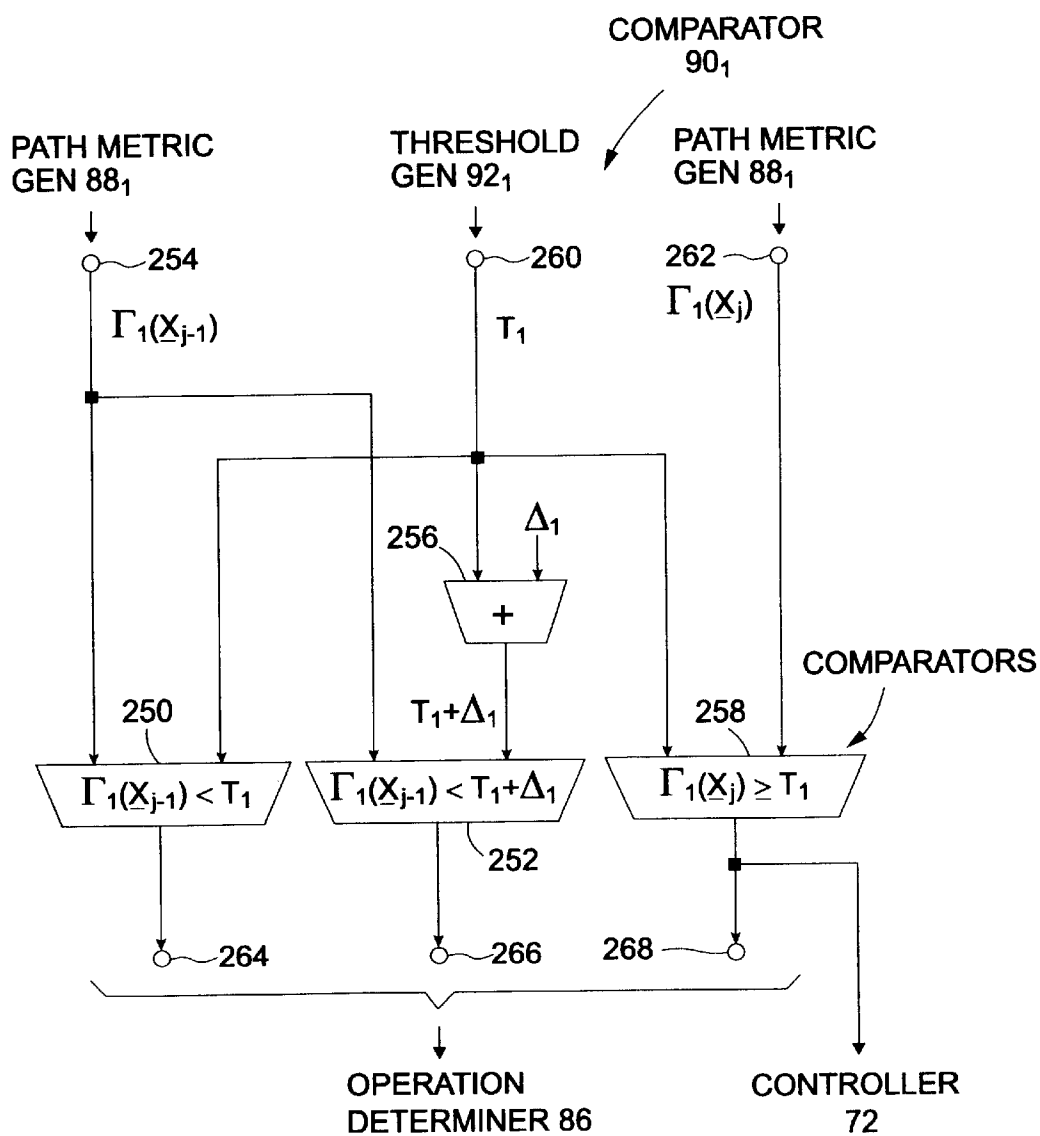 COMPARATOR
90₁
PATH METRIC
GEN 88₁
THRESHOLD
GEN 92₁
PATH METRIC
GEN 88₁
254
260
262
Γ₁(X̲ⱼ₋₁)
T₁
Γ₁(X̲ⱼ)
256
Δ₁
+
COMPARATORS
250
T₁+Δ₁
258
Γ₁(X̲ⱼ₋₁) < T₁
Γ₁(X̲ⱼ₋₁) < T₁+Δ₁
Γ₁(X̲ⱼ) ≥ T₁
252
264
266
268
OPERATION
DETERMINER 86
CONTROLLER
72